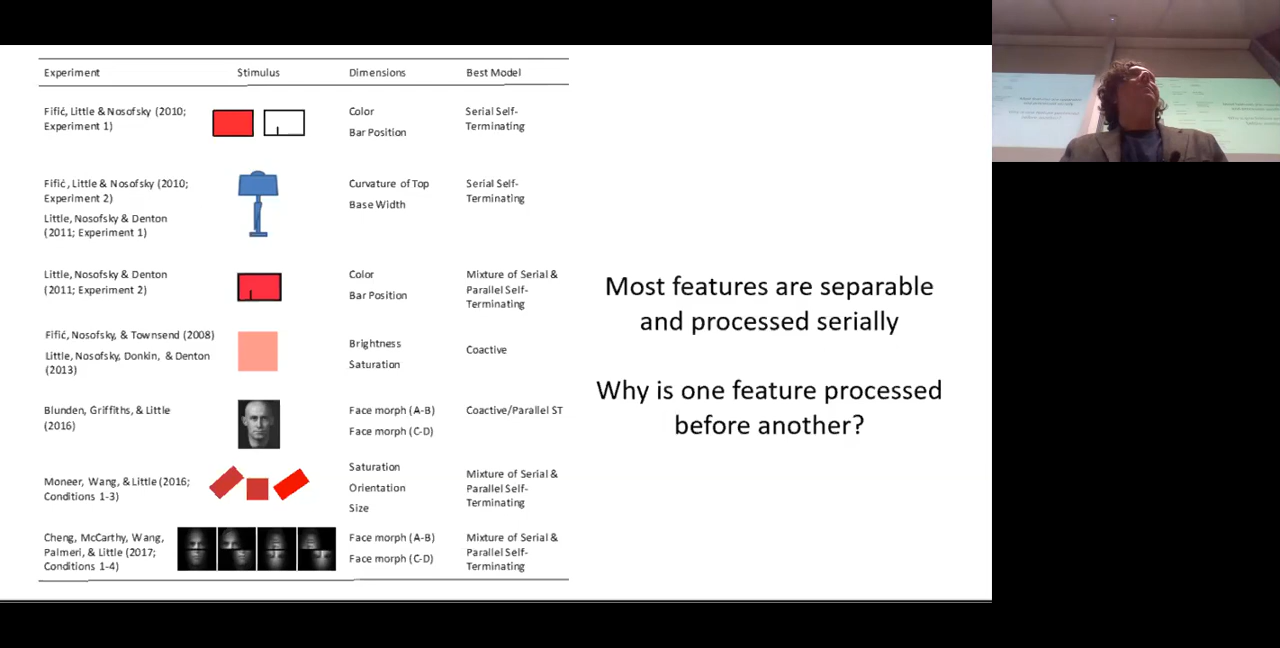 Experiment Stimulus Dimensions Best Model
Fifić, Little & Nosofsky (2010;
Experiment 1)
Color
Bar Position
Serial Self-
Terminating
Fifić, Little & Nosofsky (2010;
Experiment 2)
Little, Nosofsky & Denton
(2011; Experiment 1)
Curvature of Top
Base Width
Serial Self-
Terminating
Little, Nosofsky & Denton
(2011; Experiment 2)
Color
Bar Position
Mixture of Serial &
Parallel Self-
Terminating
Fifić, Nosofsky, & Townsend (2008)
Little, Nosofsky, Donkin, & Denton
(2013)
Brightness
Saturation
Coactive
Blunden, Griffiths, & Little
(2016)
Face morph (A-B)
Face morph (C-D)
Coactive/Parallel ST
Moneer, Wang, & Little (2016;
Conditions 1-3)
Saturation
Orientation
Size
Mixture of Serial &
Parallel Self-
Terminating
Cheng, McCarthy, Wang,
Palmeri, & Little (2017;
Conditions 1-4)
Face morph (A-B)
Face morph (C-D)
Mixture of Serial &
Parallel Self-
Terminating
Most features are separable
and processed serially
Why is one feature processed
before another?